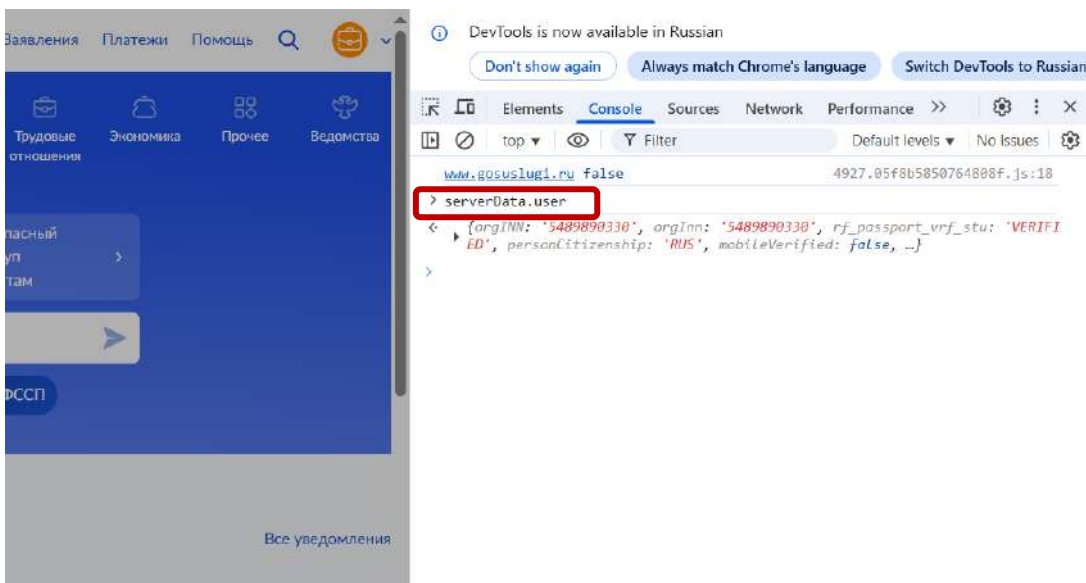 Заявления Платежи Помощь
Трудовые отношения
Экономика
Прочее
Ведомства
пасный
уп
там
ФССП
Все уведомления
DevTools is now available in Russian
Don't show again Always match Chrome's language Switch DevTools to Russian
Elements Console Sources Network Performance
top Filter Default levels No Issues
www.gosuslugi.ru false 4927.05f8b5850764808f.js:18
> serverData.user
{orgINN: '5489890330', orgInn: '5489890330', rf_passport_vrf_stu: 'VERIFI
ED', personCitizenship: 'RUS', mobileVerified: false, …}
>